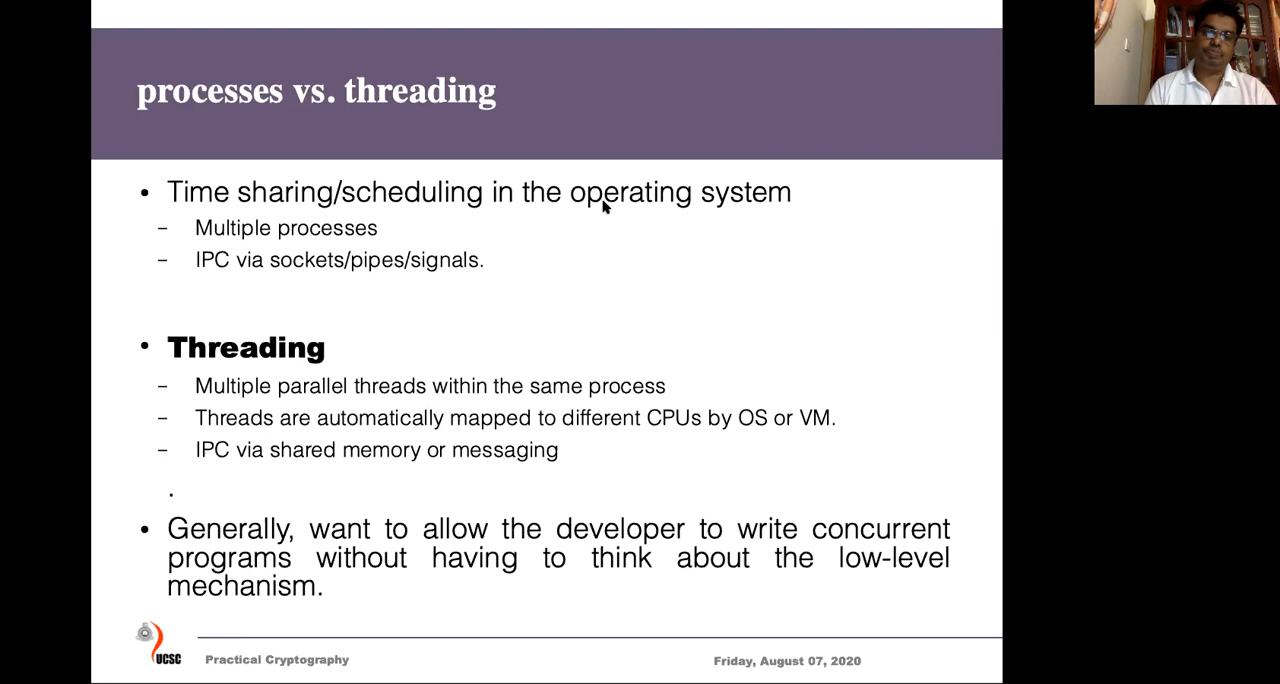 processes vs. threading
• Time sharing/scheduling in the operating system
– Multiple processes
– IPC via sockets/pipes/signals.
• Threading
– Multiple parallel threads within the same process
– Threads are automatically mapped to different CPUs by OS or VM.
– IPC via shared memory or messaging
.
• Generally, want to allow the developer to write concurrent
programs without having to think about the low-level
mechanism.
UCSC
Practical Cryptography
Friday, August 07, 2020